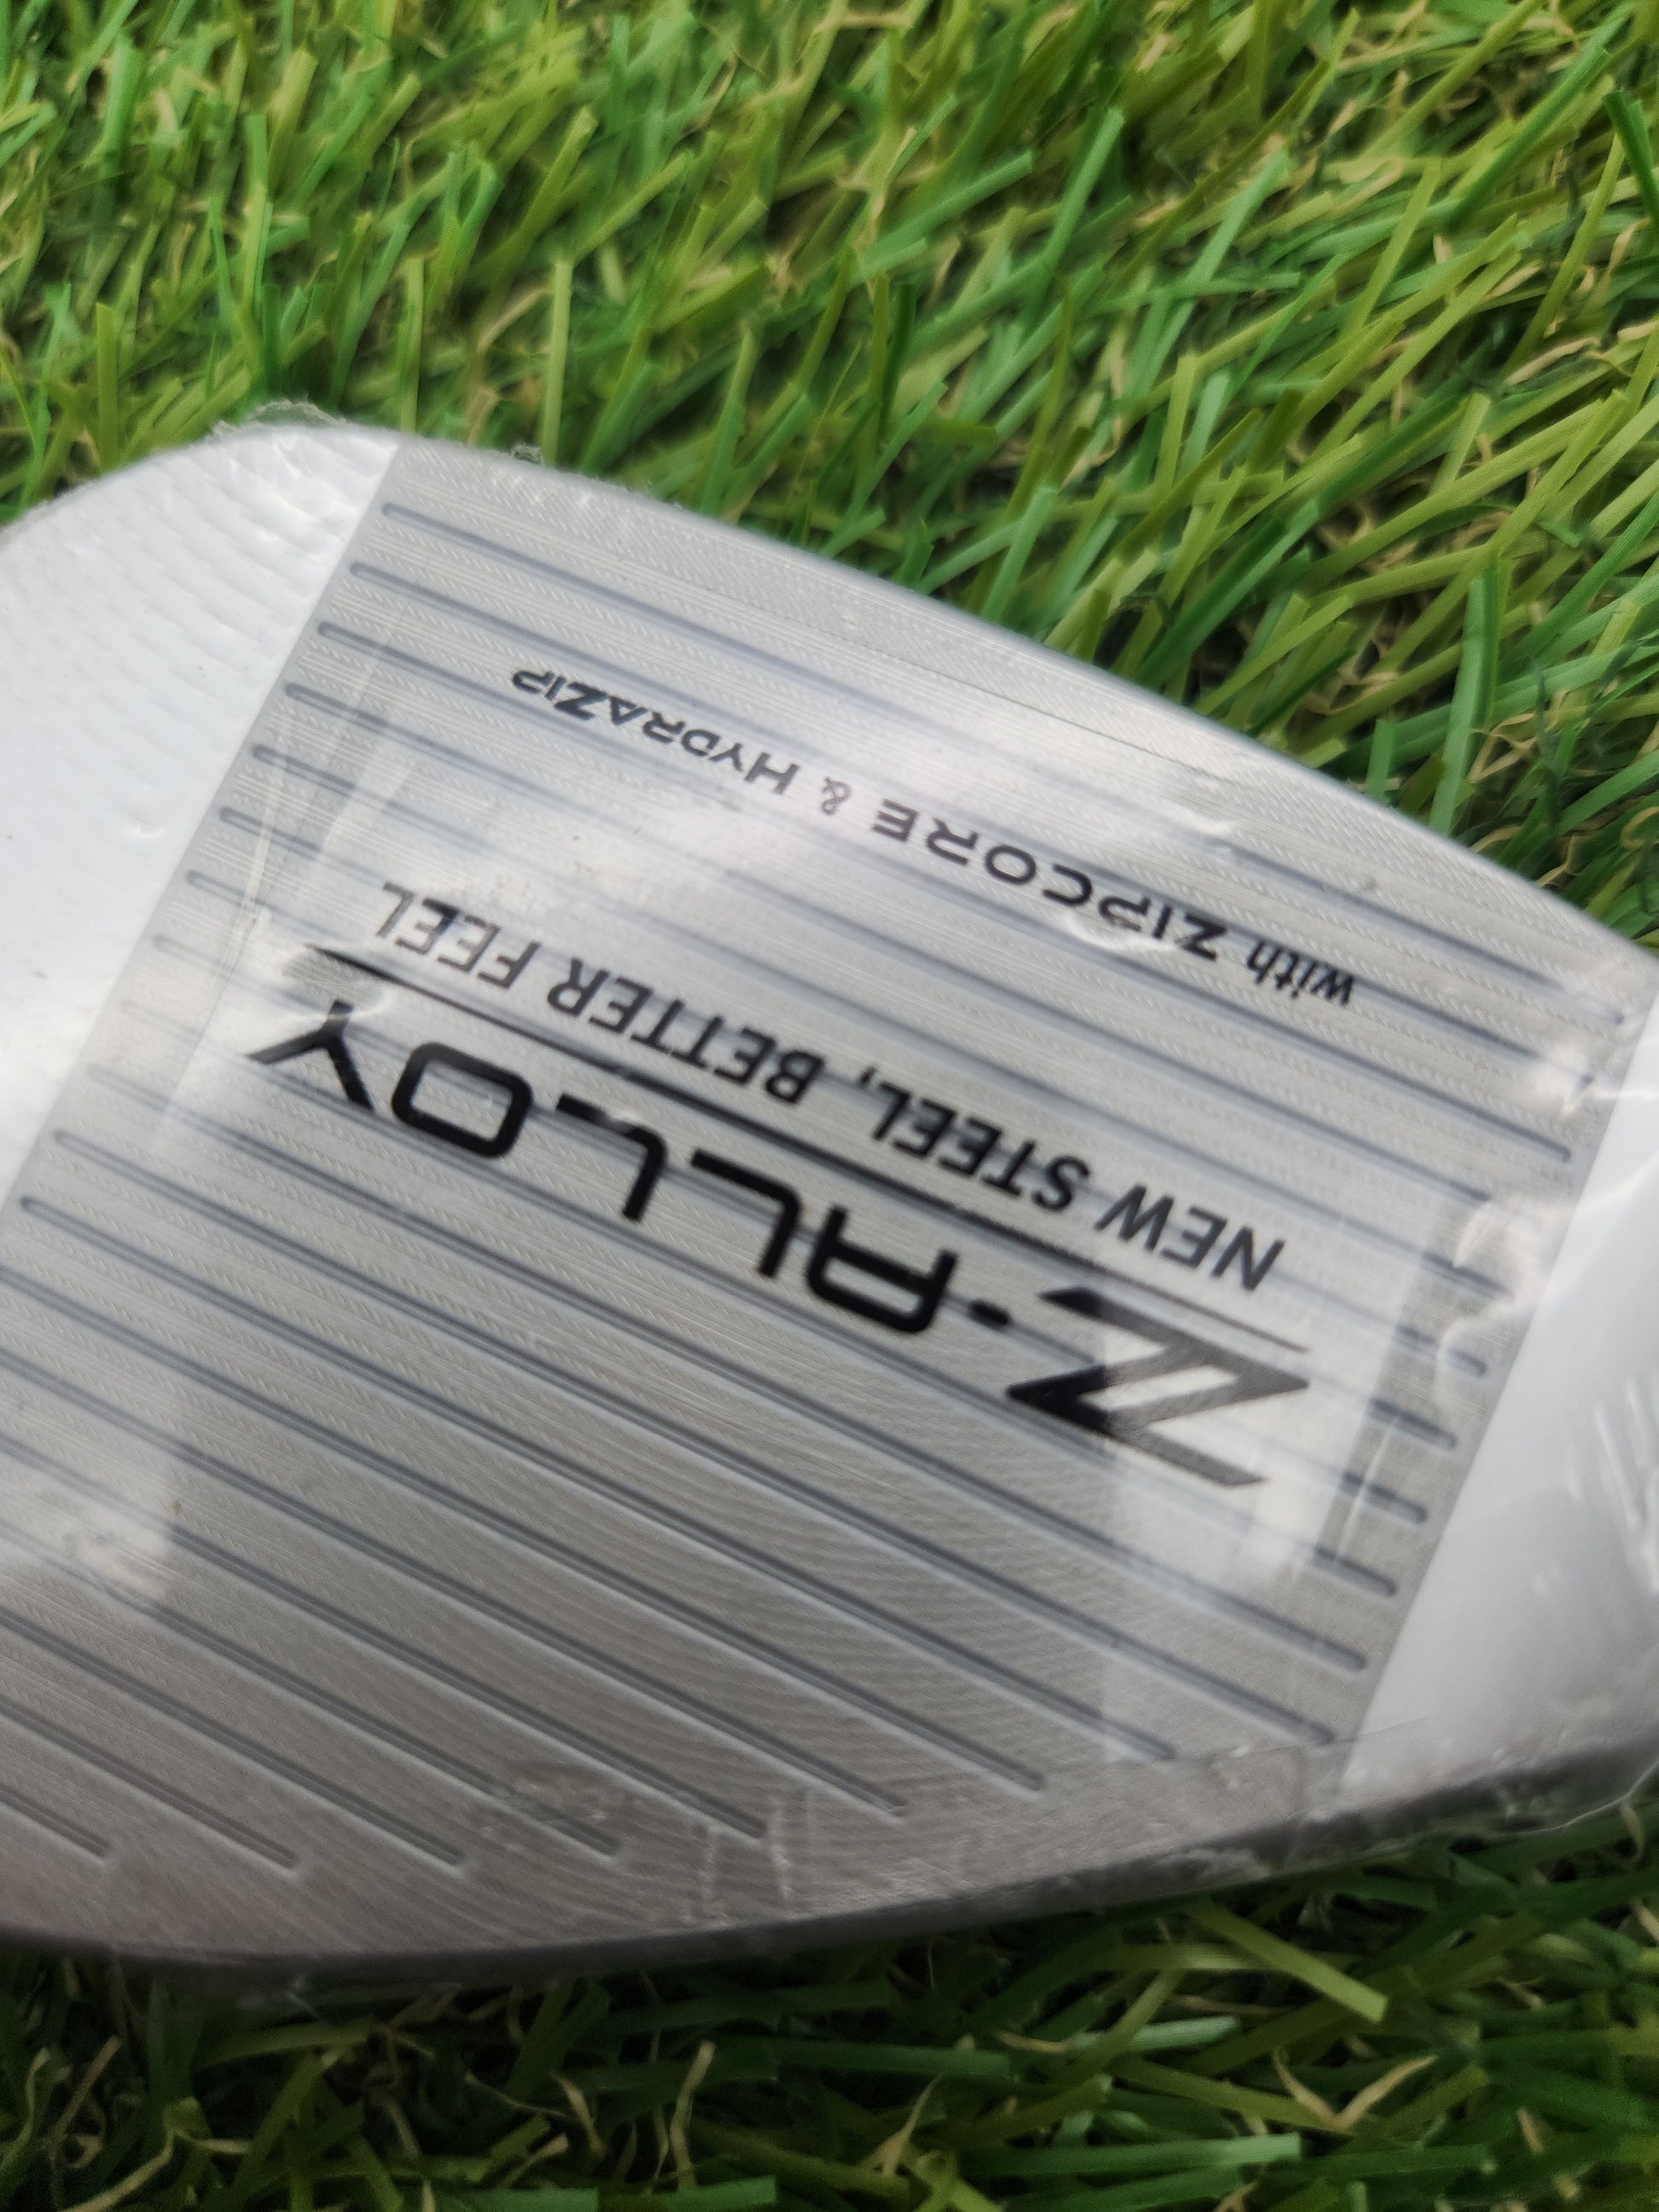 Z-ALLOY
NEW STEEL, BETTER FEEL
with ZIPCORE & HYDRAZIP